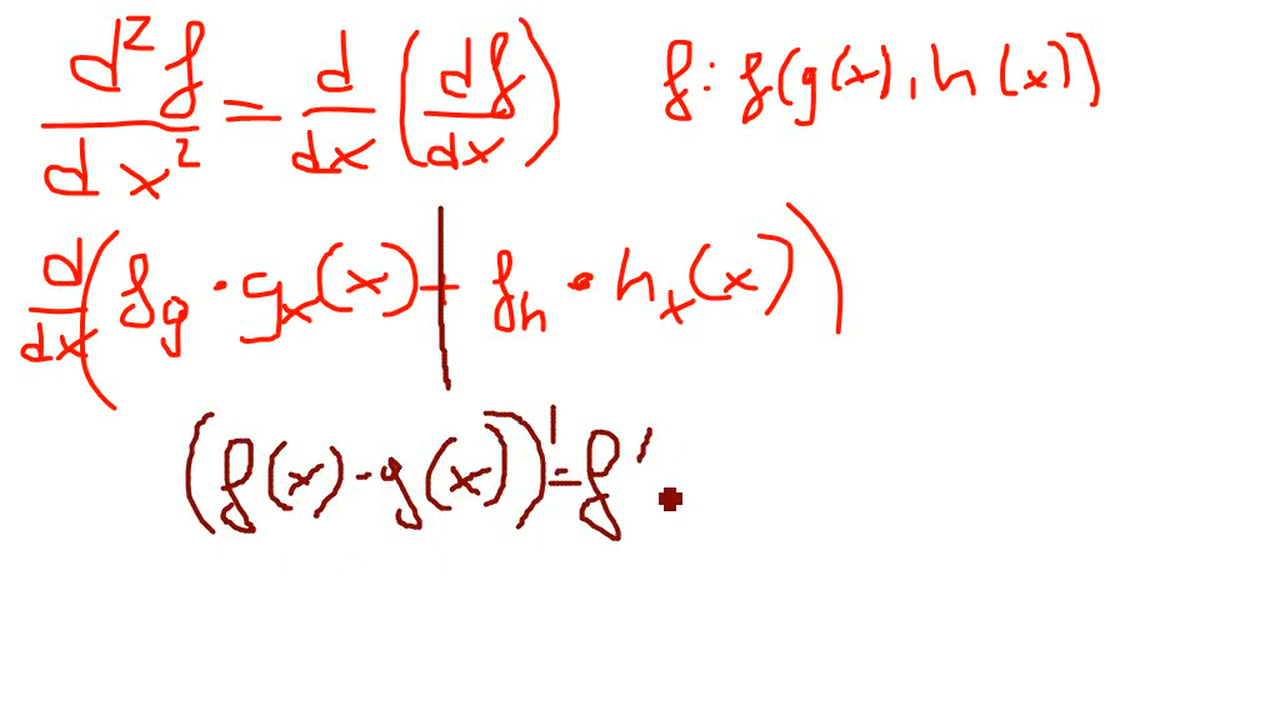 d²f/dx² = d/dx (df/dx)   f: f(g(x), h(x))
d/dx (f_g · g_x(x) + f_h · h_x(x))
(f(x) · g(x))' = f'